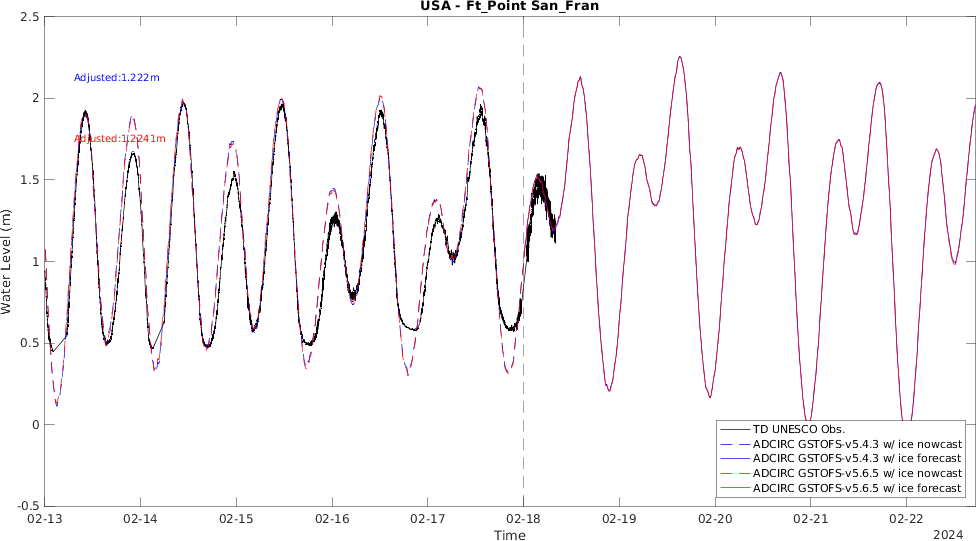 USA - Ft_Point San_Fran
2.5
2
1.5
1
0.5
0
-0.5
Water Level (m)
Adjusted:1.222m
Adjusted:1.2241m
TD UNESCO Obs.
ADCIRC GSTOFS-v5.4.3 w/ ice nowcast
ADCIRC GSTOFS-v5.4.3 w/ ice forecast
ADCIRC GSTOFS-v5.6.5 w/ ice nowcast
ADCIRC GSTOFS-v5.6.5 w/ ice forecast
02-13 02-14 02-15 02-16 02-17 02-18 02-19 02-20 02-21 02-22
Time
2024